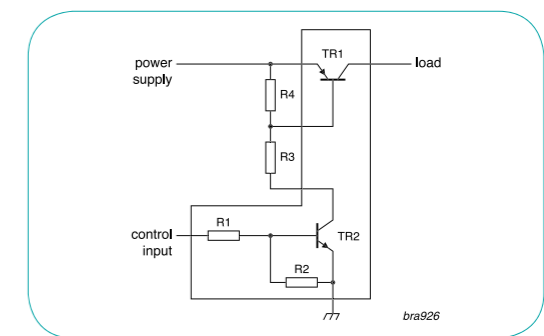 TR1
power
supply
load
R4
R3
R1
control
input
TR2
R2
bra926